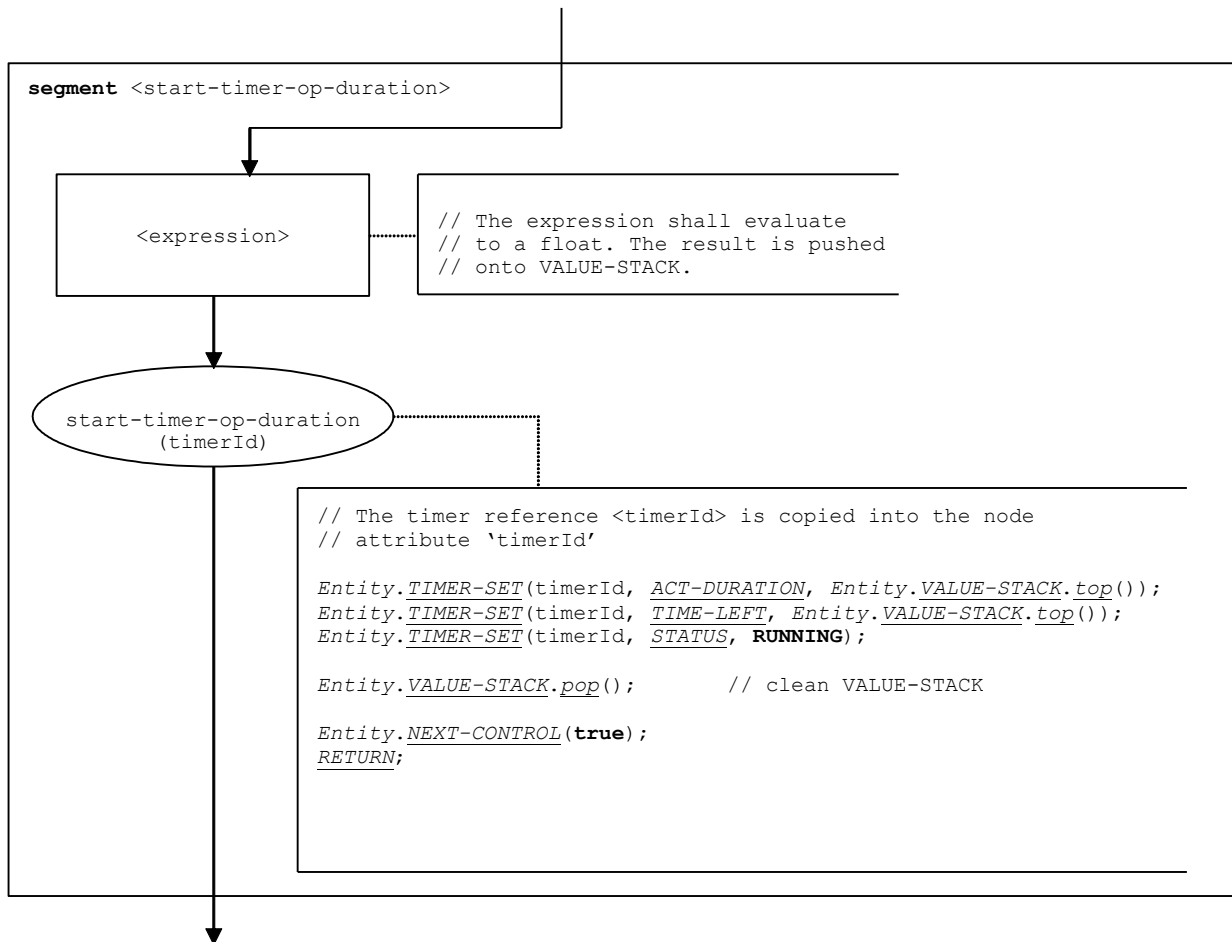 segment <start-timer-op-duration>
<expression>
// The expression shall evaluate
// to a float. The result is pushed
// onto VALUE-STACK.
start-timer-op-duration
(timerId)
// The timer reference <timerId> is copied into the node
// attribute ‛timerId’
Entity.TIMER-SET(timerId, ACT-DURATION, Entity.VALUE-STACK.top());
Entity.TIMER-SET(timerId, TIME-LEFT, Entity.VALUE-STACK.top());
Entity.TIMER-SET(timerId, STATUS, RUNNING);
Entity.VALUE-STACK.pop(); // clean VALUE-STACK
Entity.NEXT-CONTROL(true);
RETURN;